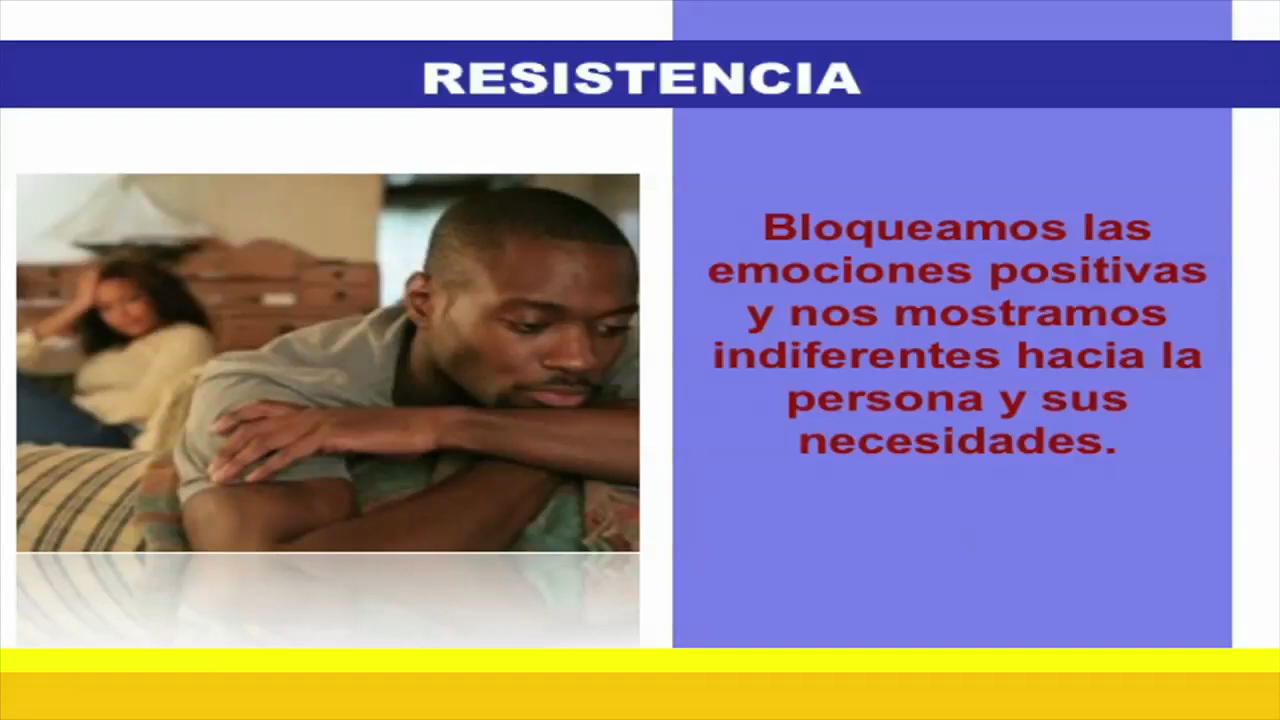 RESISTENCIA
Bloqueamos las
emociones positivas
y nos mostramos
indiferentes hacia la
persona y sus
necesidades.